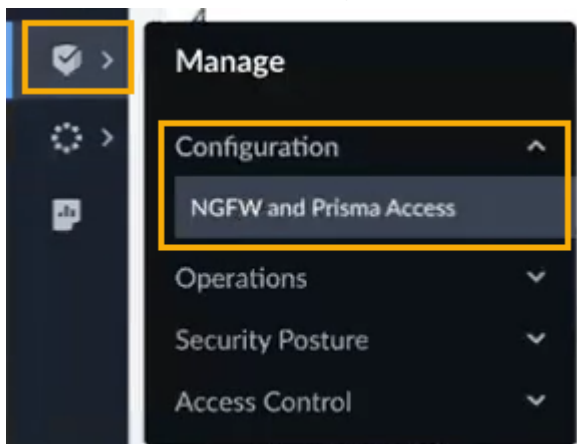 Manage
Configuration
NGFW and Prisma Access
Operations
Security Posture
Access Control